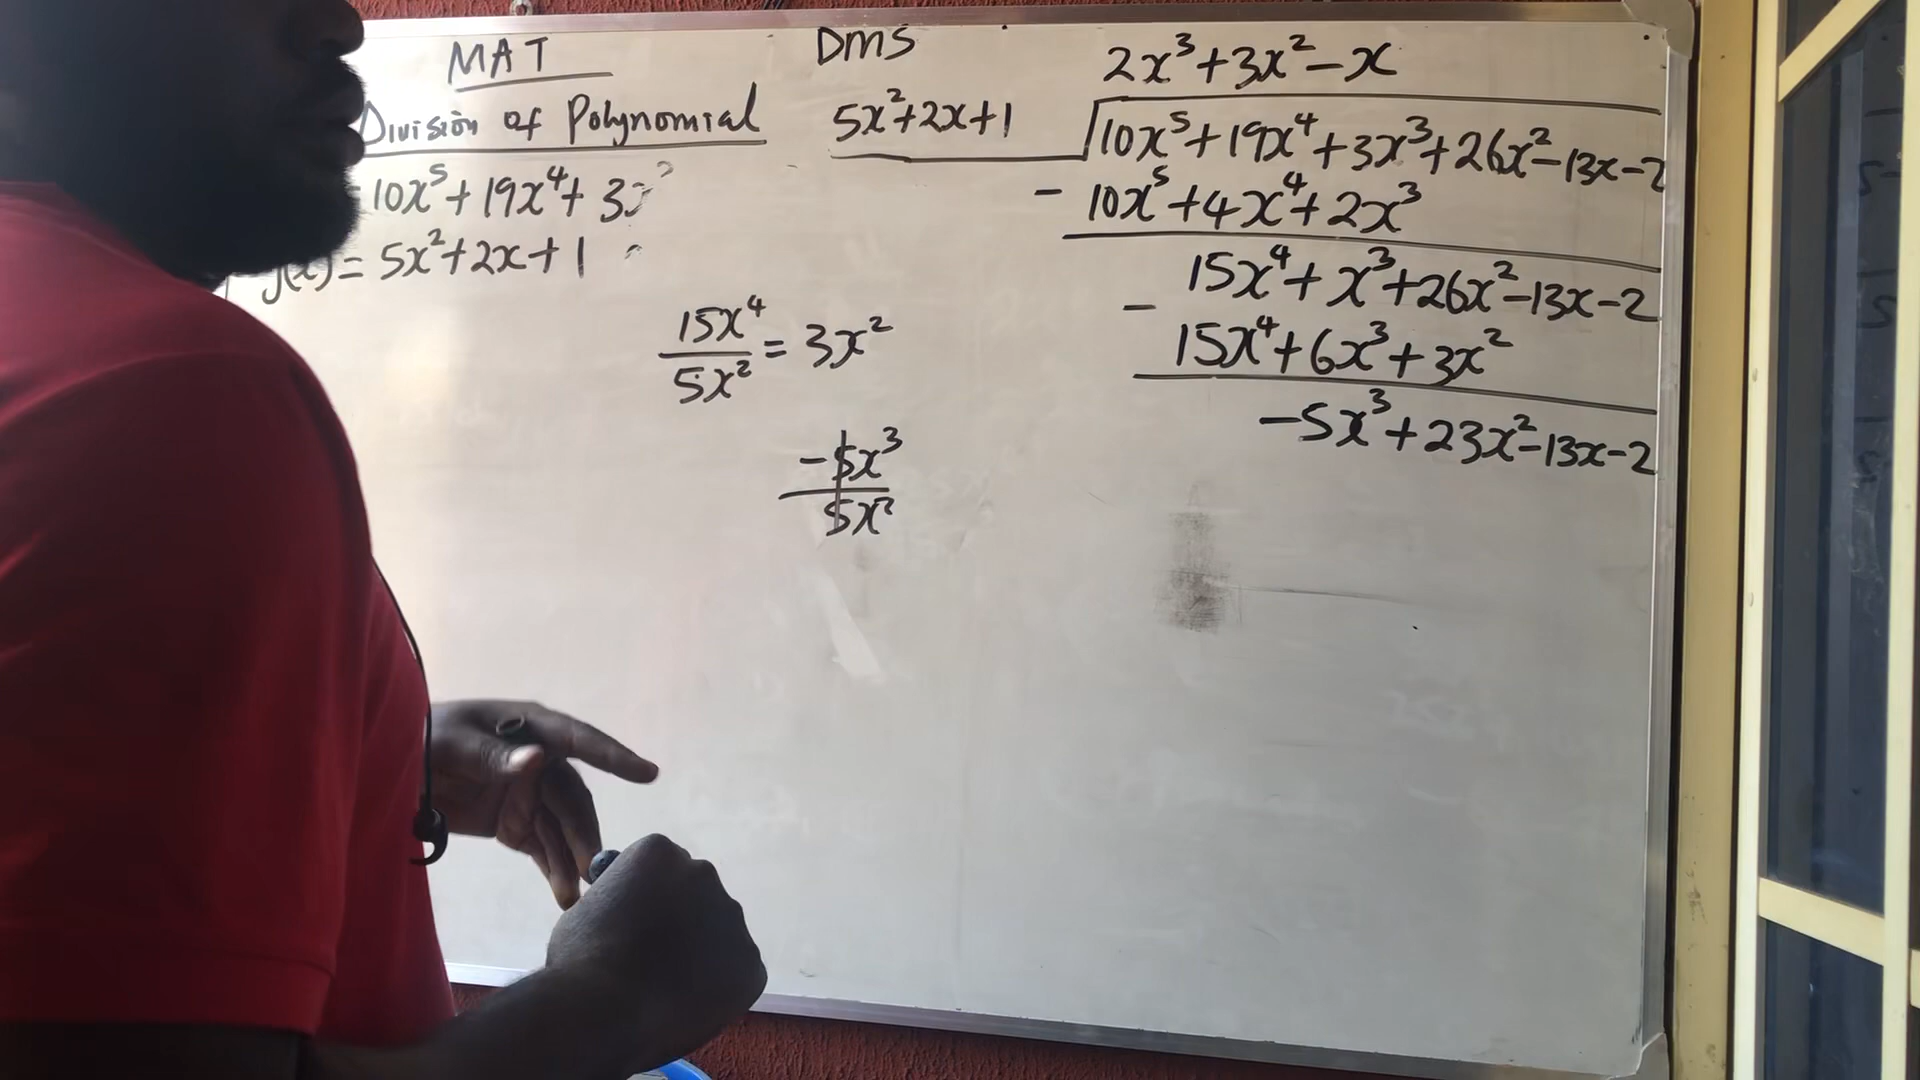 MAT
Division of Polynomial
= 10x⁵ + 19x⁴ + 3x³
g(x) = 5x² + 2x + 1
DMS
2x³ + 3x² - x
5x² + 2x + 1 | 10x⁵ + 19x⁴ + 3x³ + 26x² - 13x - 2
- 10x⁵ + 4x⁴ + 2x³
15x⁴ + x³ + 26x² - 13x - 2
- 15x⁴ + 6x³ + 3x²
-5x³ + 23x² - 13x - 2
15x⁴
/ 5x² = 3x²
-5x³
/ 5x²